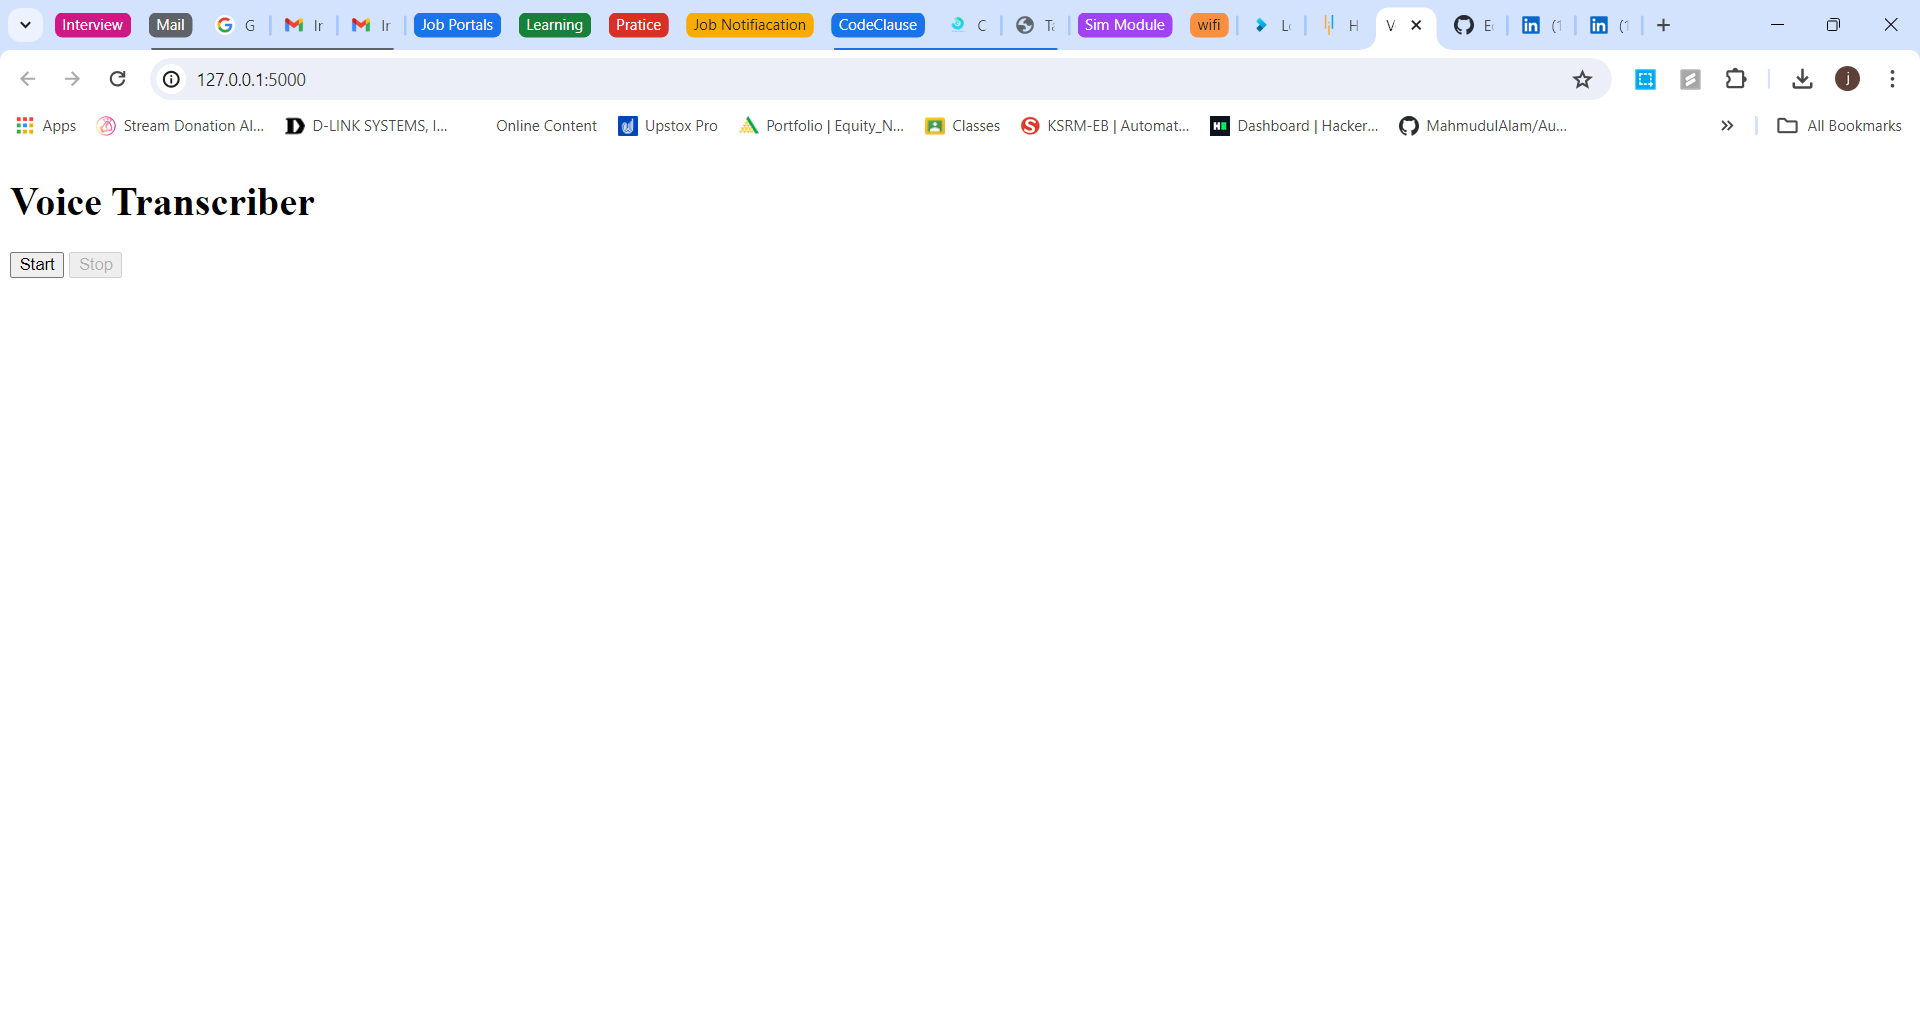 Interview Mail G Ir Ir Job Portals Learning Pratice Job Notifiacation CodeClause C Sim Module wifi H V (1 (1
127.0.0.1:5000
Apps Stream Donation Al... D-LINK SYSTEMS, I... Online Content Upstox Pro Portfolio | Equity_N... Classes KSRM-EB | Automat... Dashboard | Hacker... MahmudulAlam/Au... All Bookmarks
Voice Transcriber
Start Stop